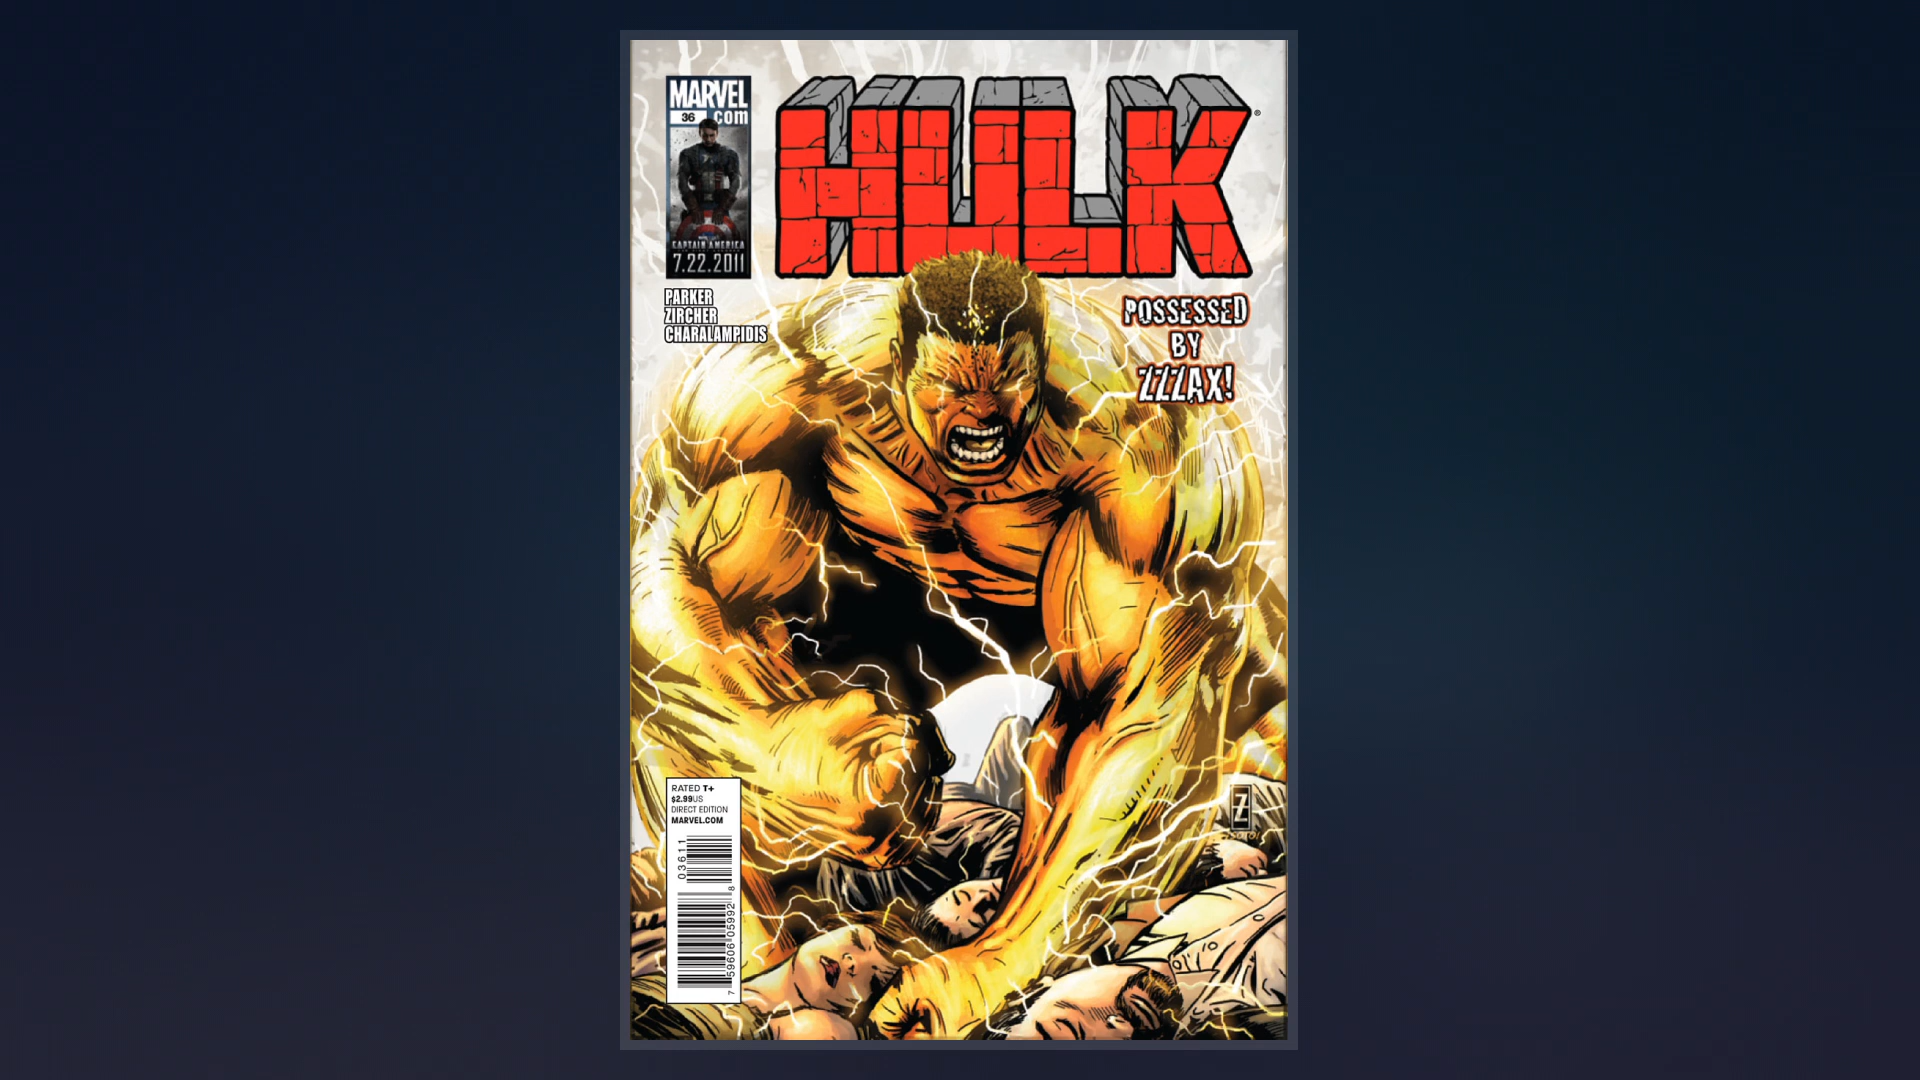 MARVEL
36 .com
CAPTAIN AMERICA
7.22.2011
HULK®
PARKER
ZIRCHER
CHARALAMPIDIS
POSSESSED
BY
ZZZAX!
RATED T+
$2.99US
DIRECT EDITION
MARVEL.COM
03611
7 59606 05992 8
Z